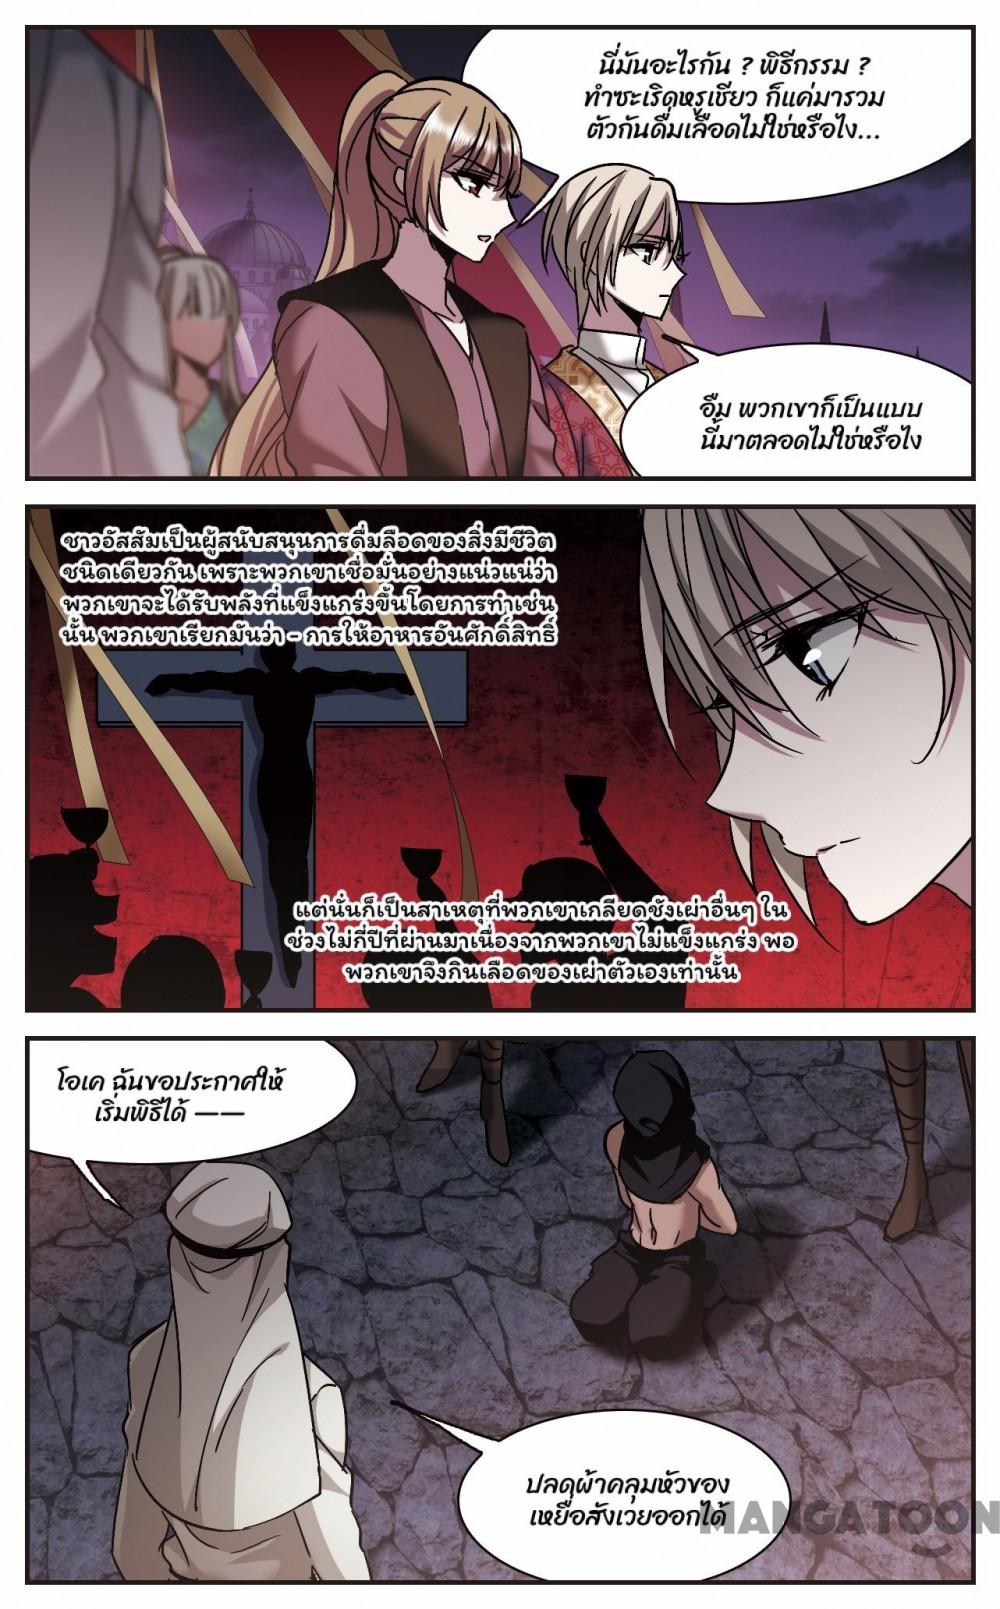 นี่มันอะไรกัน ? พิธีกรรม ?
ทำซะเริดหรูเชียว ก็แค่มารวม
ตัวกันดื่มเลือดไม่ใช่หรือไง...
อืม พวกเขาก็เป็นแบบ
นี้มาตลอดไม่ใช่หรือไง
ชาวอัสสัมเป็นผู้สนับสนุนการดื่มลือดของสิ่งมีชีวิต
ชนิดเดียวกัน เพราะพวกเขาเชื่อมั่นอย่างแน่วแน่ว่า
พวกเขาจะได้รับพลังที่แข็งแกร่งขึ้นโดยการทำเช่น
นั้น พวกเขาเรียกมันว่า - การให้อาหารอันศักดิ์สิทธิ์
แต่นั่นก็เป็นสาเหตุที่พวกเขาเกลียดชังเผ่าอื่นๆ ใน
ช่วงไม่กี่ปีที่ผ่านมาเนื่องจากพวกเขาไม่แข็งแกร่ง พอ
พวกเขาจึงกินเลือดของเผ่าตัวเองเท่านั้น
โอเค ฉันขอประกาศให้
เริ่มพิธีได้ ——
ปลดผ้าคลุมหัวของ
เหยื่อสังเวยออกได้
MANGATOON